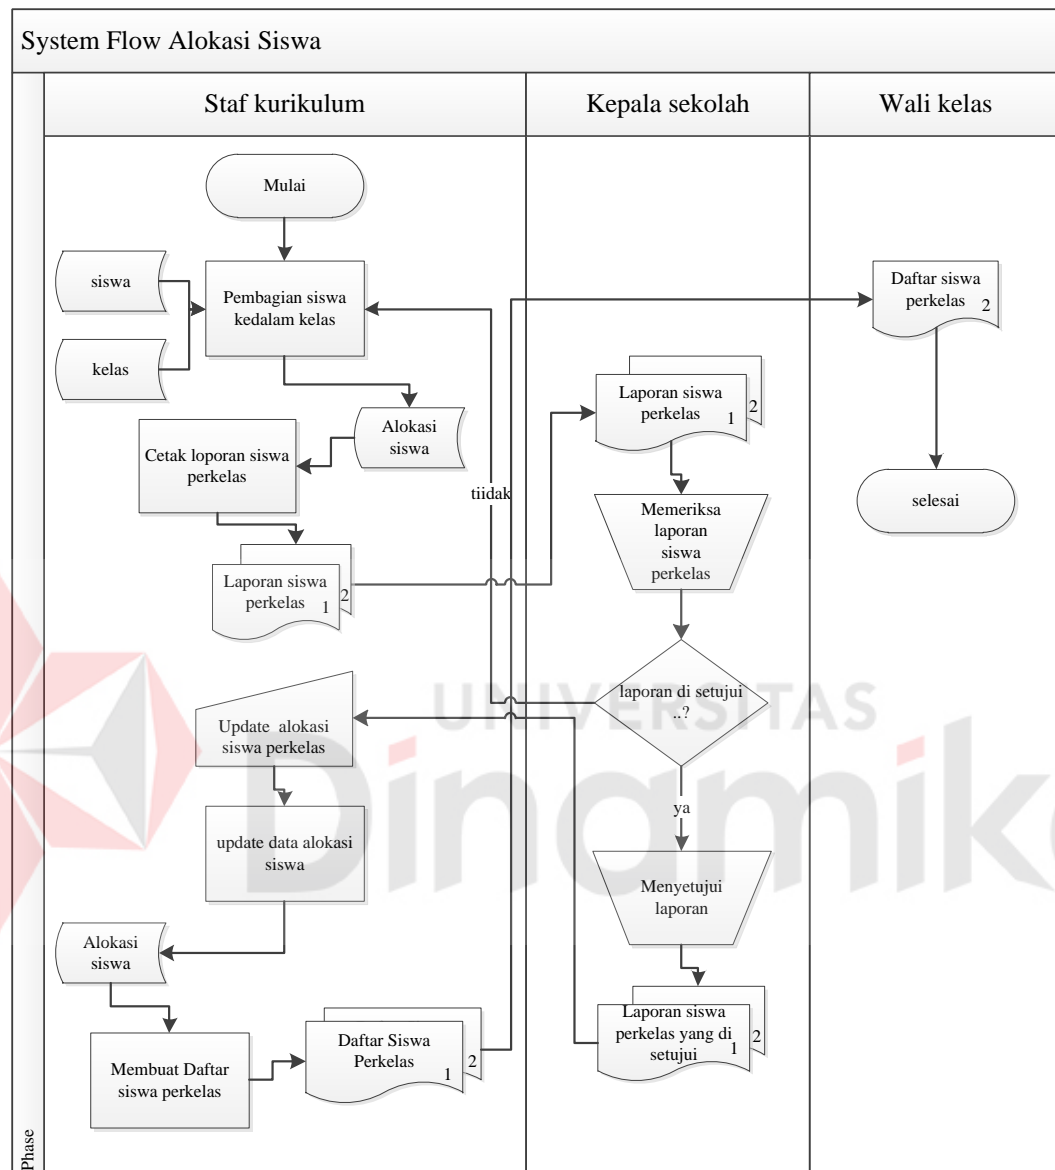 System Flow Alokasi Siswa
Staf kurikulum
Kepala sekolah
Wali kelas
Mulai
siswa
kelas
Pembagian siswa
kedalam kelas
Alokasi
siswa
Cetak loporan siswa
perkelas
Laporan siswa
perkelas
1
2
tiidak
Laporan siswa
perkelas
1
2
Memeriksa
laporan
siswa
perkelas
laporan di setujui
..?
ya
Menyetujui
laporan
Laporan siswa
perkelas yang di
setujui
1
2
Update alokasi
siswa perkelas
update data alokasi
siswa
Alokasi
siswa
Membuat Daftar
siswa perkelas
Daftar Siswa
Perkelas
1
2
Daftar siswa
perkelas
2
selesai
Phase
UNIVERSITAS
Dinamika